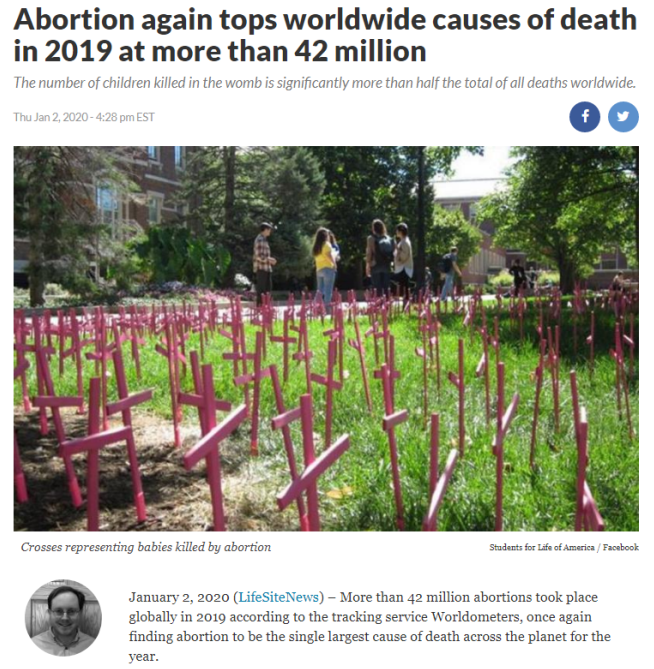 Abortion again tops worldwide causes of death
in 2019 at more than 42 million
The number of children killed in the womb is significantly more than half the total of all deaths worldwide.
Thu Jan 2, 2020 - 4:28 pm EST
Crosses representing babies killed by abortion
Students for Life of America / Facebook
January 2, 2020 (LifeSiteNews) – More than 42 million abortions took place
globally in 2019 according to the tracking service Worldometers, once again
finding abortion to be the single largest cause of death across the planet for the
year.